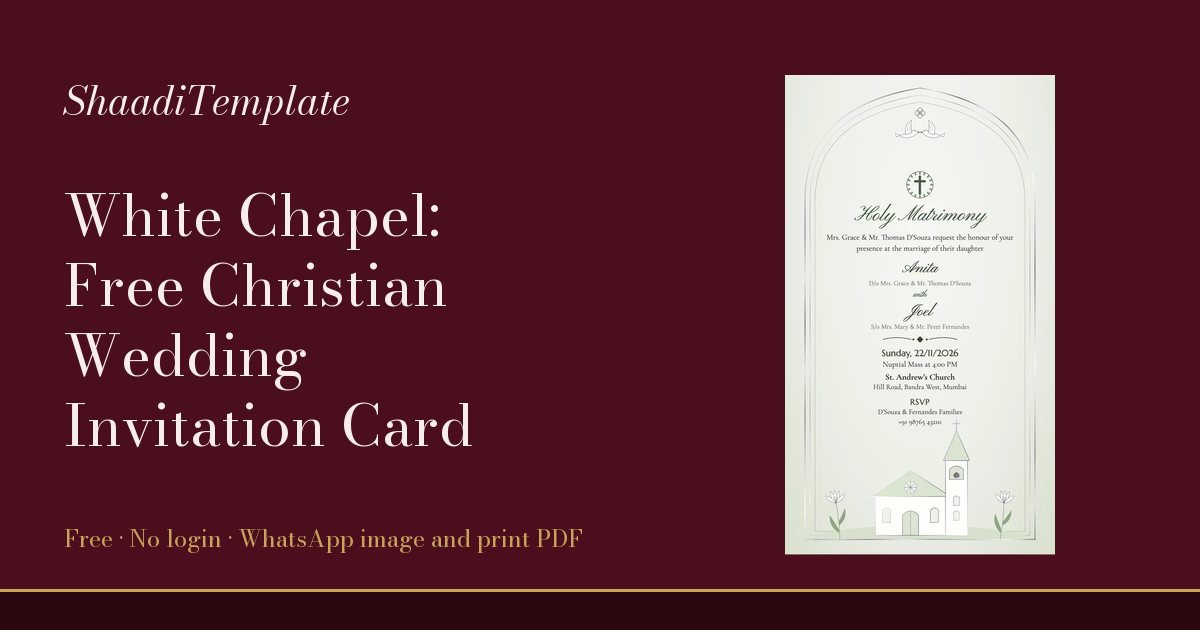 ShaadiTemplate
White Chapel:
Free Christian
Wedding
Invitation Card
Free · No login · WhatsApp image and print PDF
Holy Matrimony
Mrs. Grace & Mr. Thomas D'Souza request the honour of your
presence at the marriage of their daughter
Anita
D/o Mrs. Grace & Mr. Thomas D'Souza
with
Joel
S/o Mrs. Mary & Mr. Peter Fernandes
Sunday, 22/11/2026
Nuptial Mass at 4:00 PM
St. Andrew's Church
Hill Road, Bandra West, Mumbai
RSVP
D'Souza & Fernandes Families
+91 98765 43210